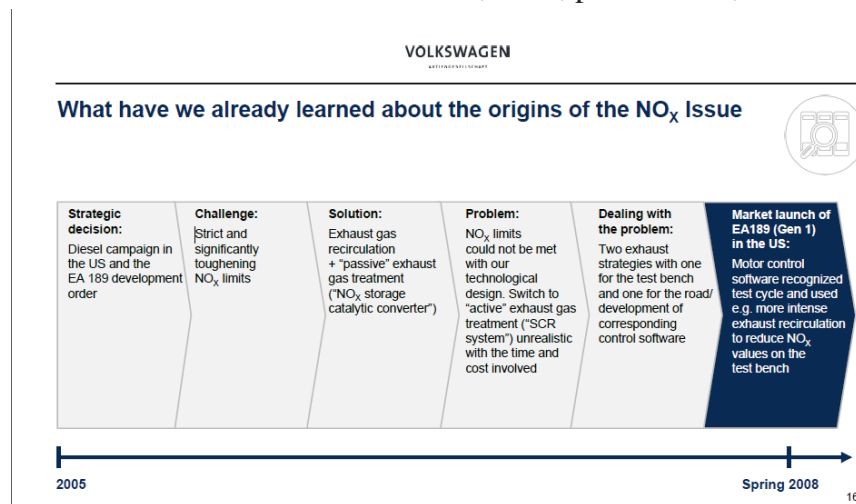 VOLKSWAGEN
AKTIENGESELLSCHAFT
What have we already learned about the origins of the NOX Issue
Strategic
decision:
Diesel campaign in
the US and the
EA 189 development
order
Challenge:
Strict and
significantly
toughening
NOX limits
Solution:
Exhaust gas
recirculation
+ “passive” exhaust
gas treatment
(“NOX storage
catalytic converter”)
Problem:
NOX limits
could not be met
with our
technological
design. Switch to
“active” exhaust gas
treatment (“SCR
system”) unrealistic
with the time and
cost involved
Dealing with
the problem:
Two exhaust
strategies with one
for the test bench
and one for the road/
development of
corresponding
control software
Market launch of
EA189 (Gen 1)
in the US:
Motor control
software recognized
test cycle and used
e.g. more intense
exhaust recirculation
to reduce NOX
values on the
test bench
2005
Spring 2008
16